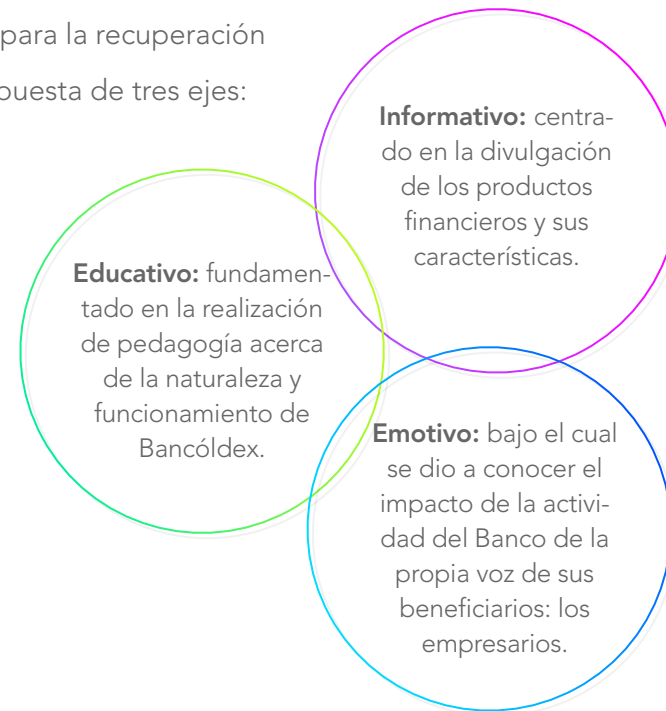 para la recuperación
puesta de tres ejes:
Informativo: centra-
do en la divulgación
de los productos
financieros y sus
características.
Educativo: fundamen-
tado en la realización
de pedagogía acerca
de la naturaleza y
funcionamiento de
Bancóldex.
Emotivo: bajo el cual
se dio a conocer el
impacto de la activi-
dad del Banco de la
propia voz de sus
beneficiarios: los
empresarios.